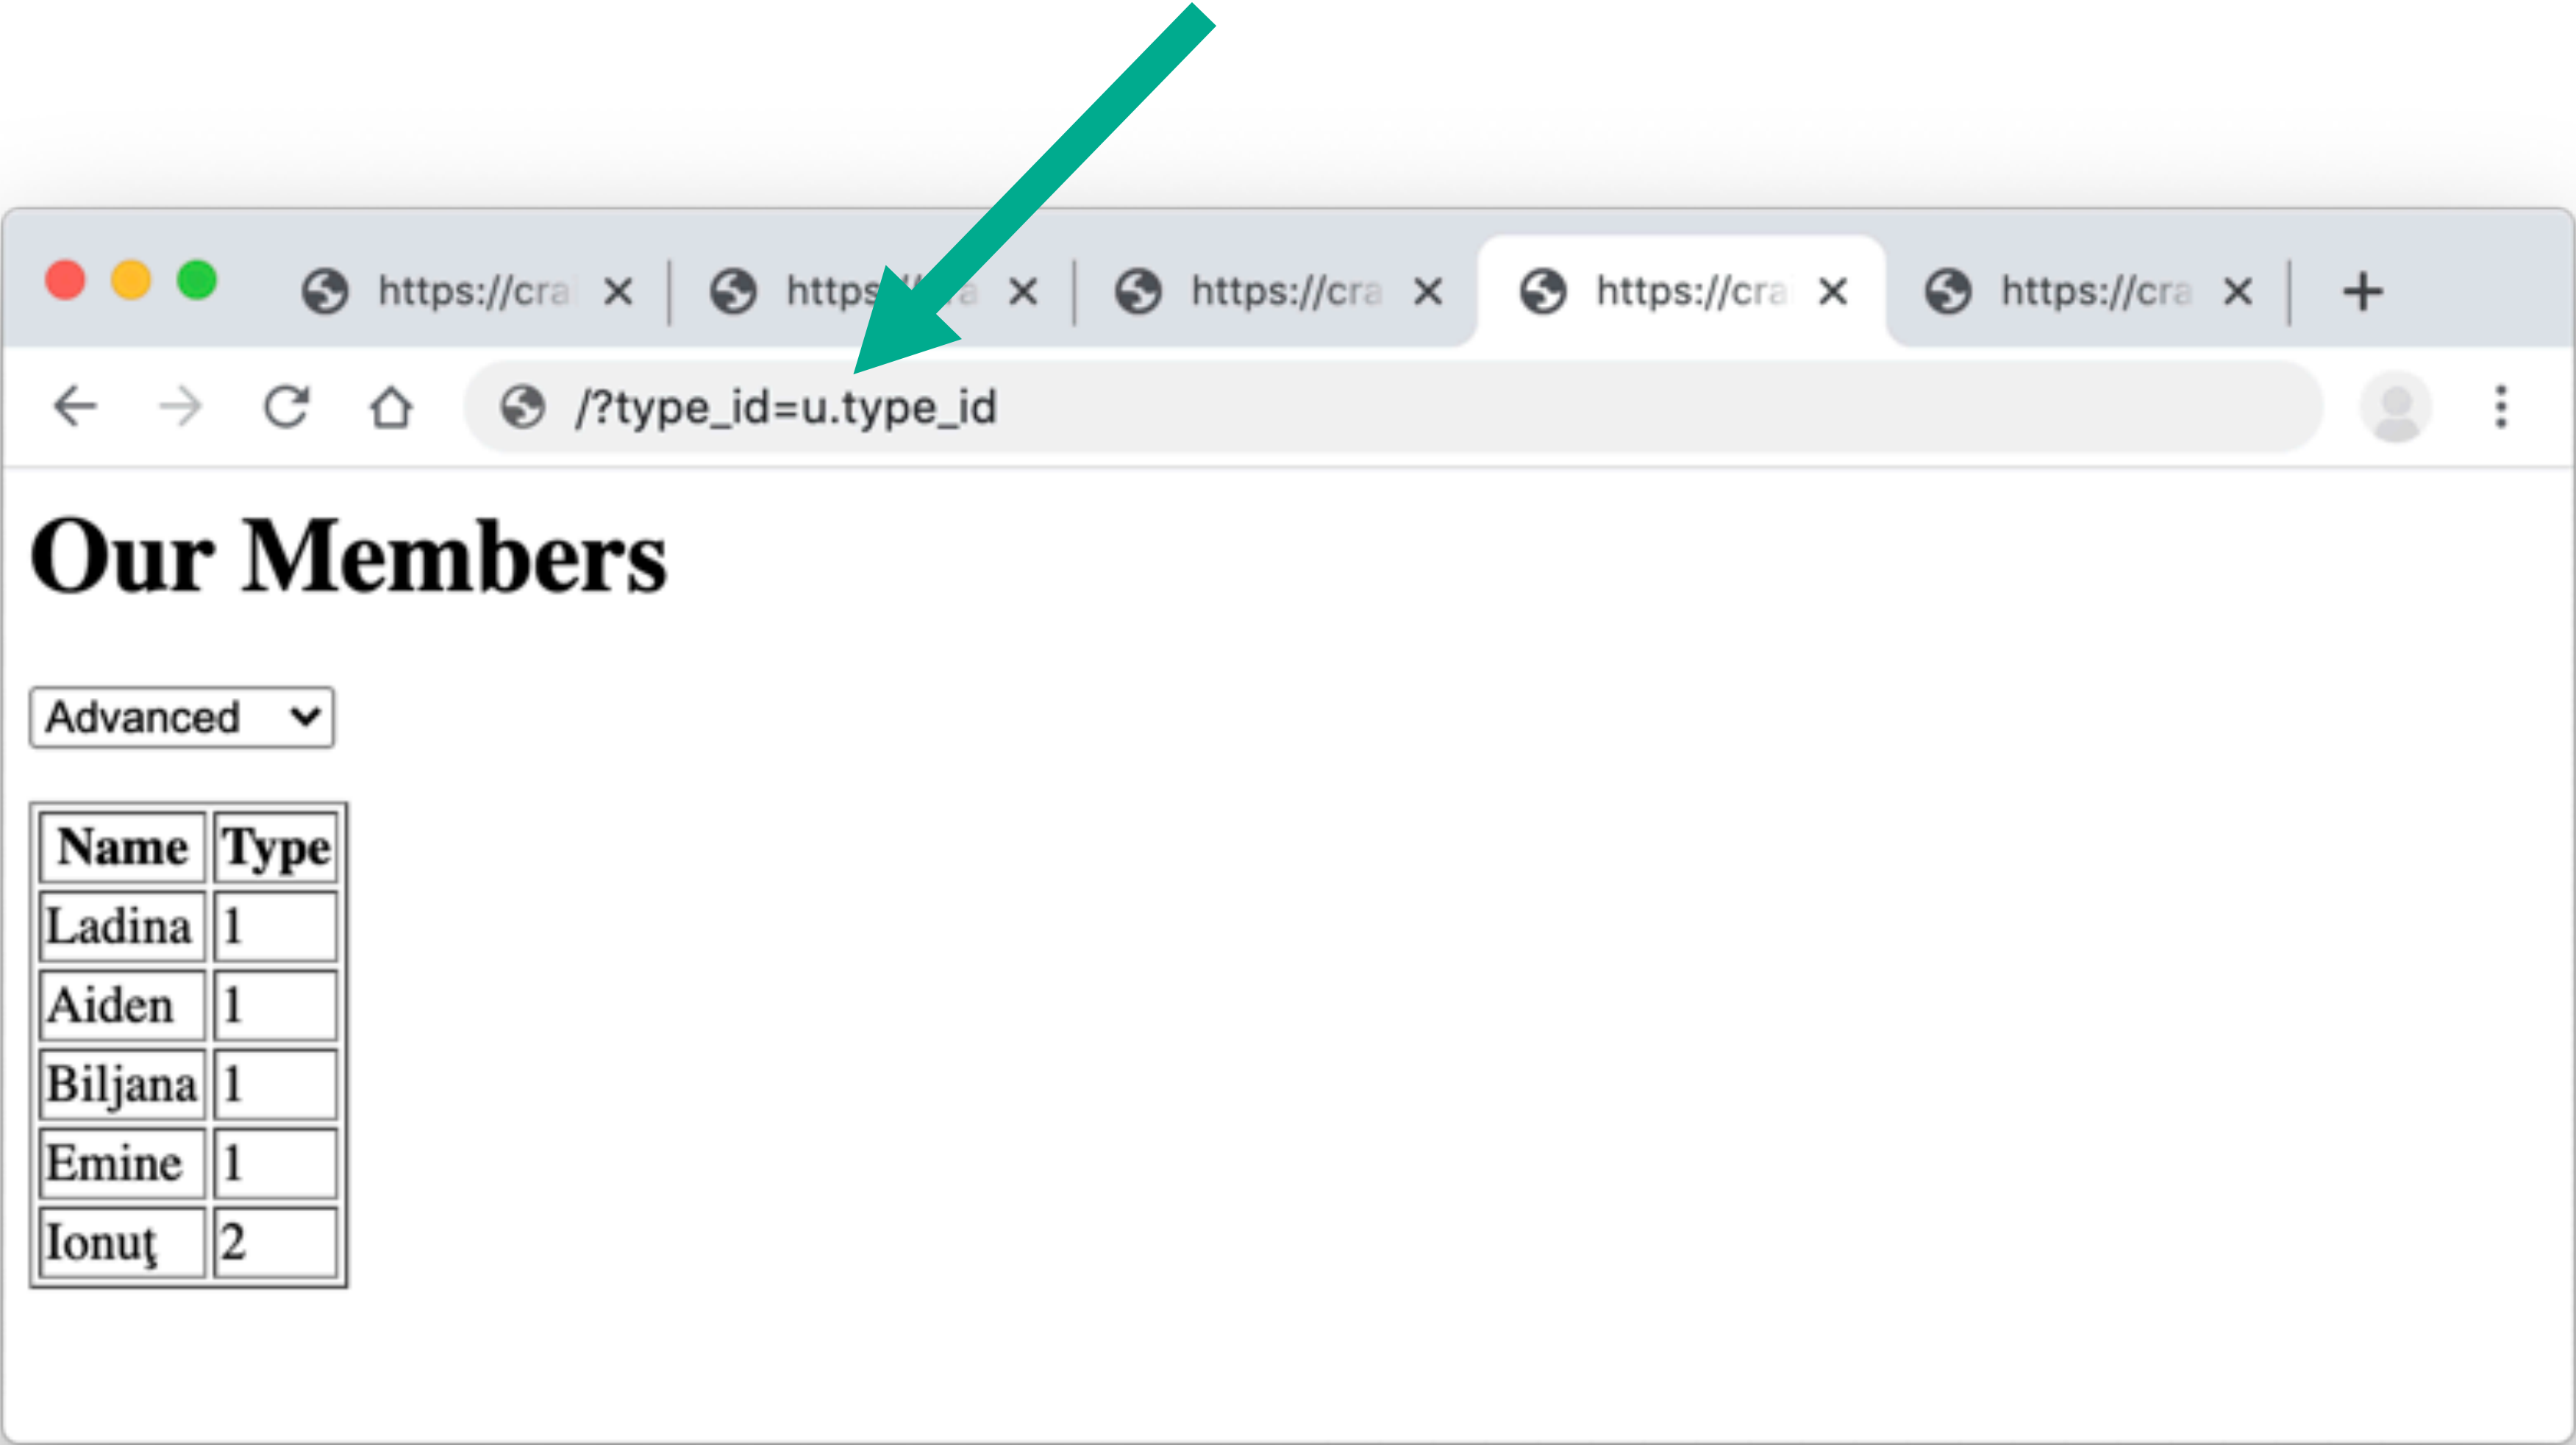 https://cra https:// a https://cra https://cra https://cra
/?type_id=u.type_id
Our Members
Advanced
Name Type
Ladina 1
Aiden 1
Biljana 1
Emine 1
Ionuţ 2